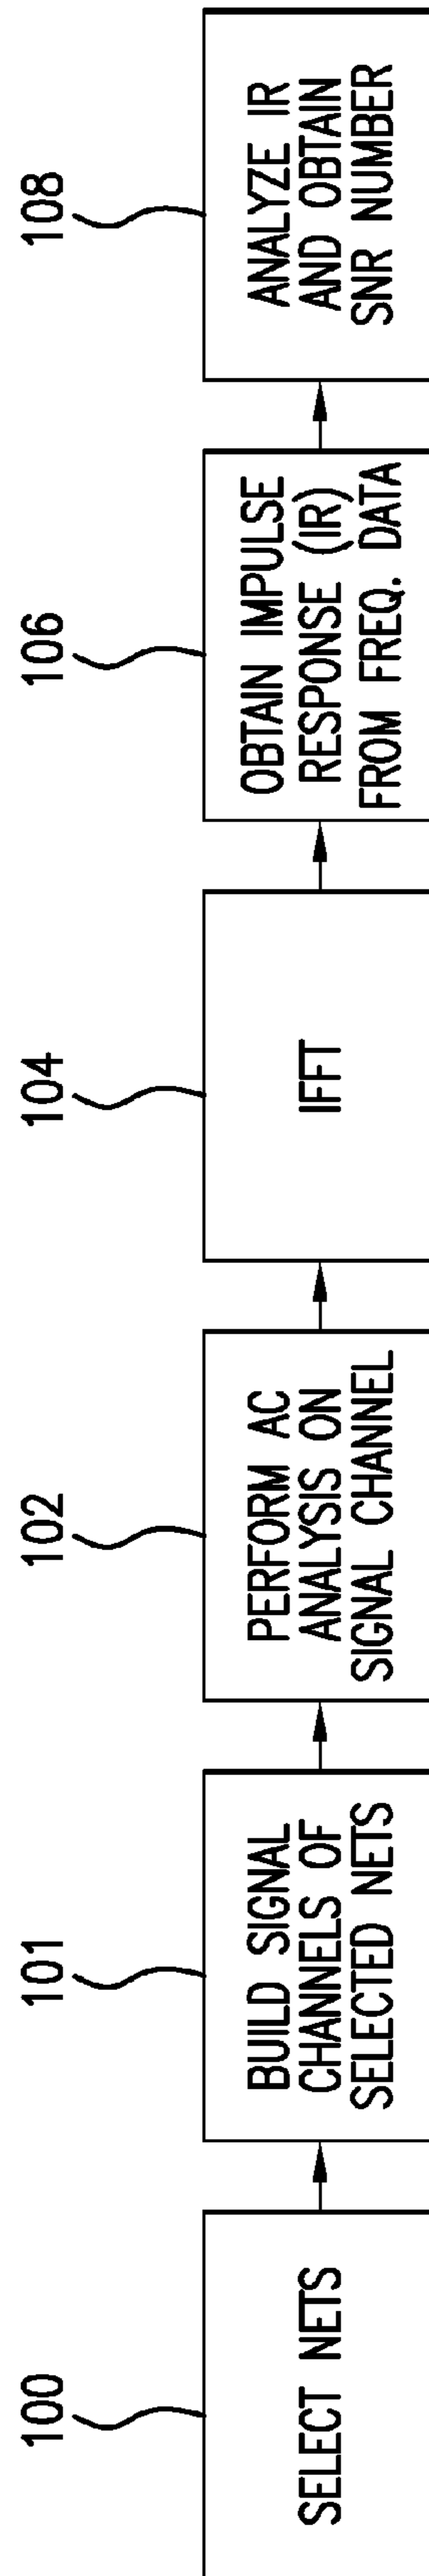 100
SELECT NETS
101
BUILD SIGNAL
CHANNELS OF
SELECTED NETS
102
PERFORM AC
ANALYSIS ON
SIGNAL CHANNEL
104
IFFT
106
OBTAIN IMPULSE
RESPONSE (IR)
FROM FREQ. DATA
108
ANALYZE IR
AND OBTAIN
SNR NUMBER